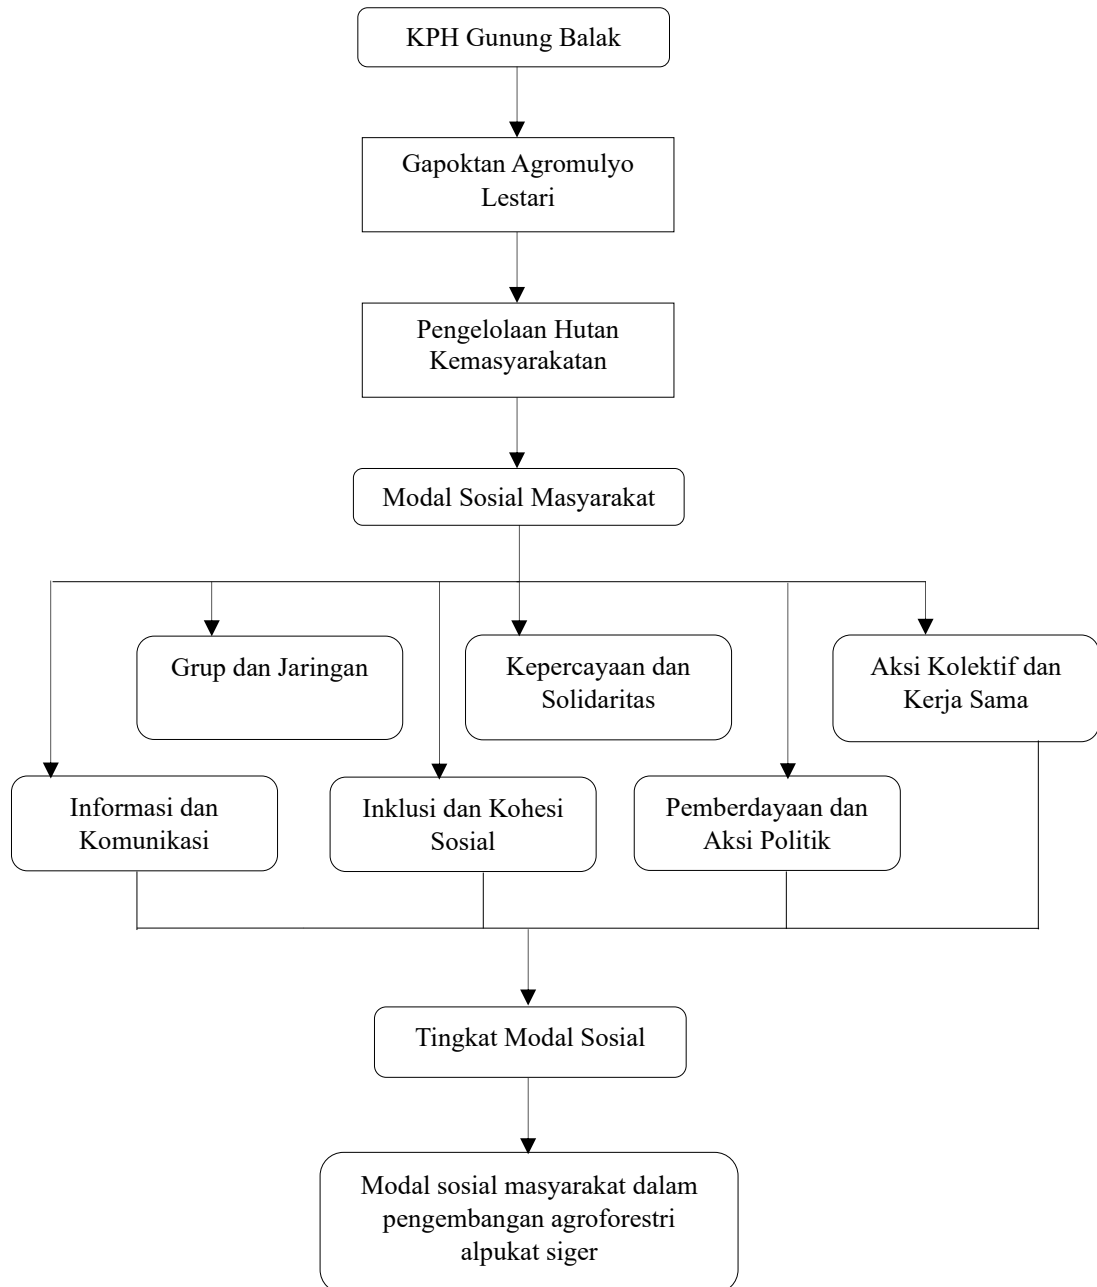 KPH Gunung Balak
Gapoktan Agromulyo
Lestari
Pengelolaan Hutan
Kemasyarakatan
Modal Sosial Masyarakat
Grup dan Jaringan
Kepercayaan dan
Solidaritas
Aksi Kolektif dan
Kerja Sama
Informasi dan
Komunikasi
Inklusi dan Kohesi
Sosial
Pemberdayaan dan
Aksi Politik
Tingkat Modal Sosial
Modal sosial masyarakat dalam
pengembangan agroforestri
alpukat siger